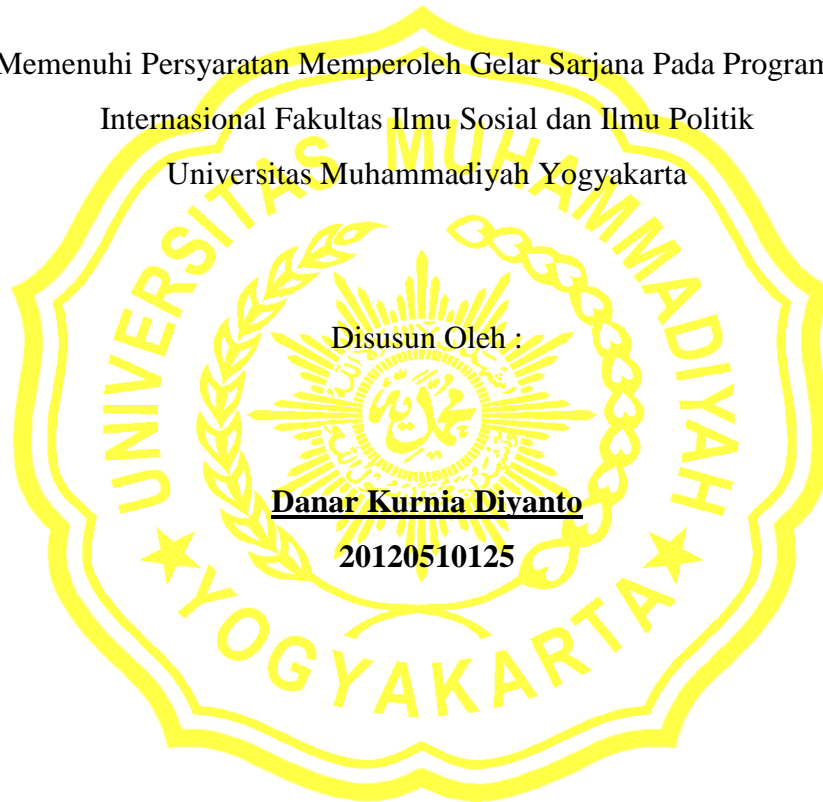 Memenuhi Persyaratan Memperoleh Gelar Sarjana Pada Program
Internasional Fakultas Ilmu Sosial dan Ilmu Politik
Universitas Muhammadiyah Yogyakarta
UNIVERSITAS MUHAMMADIYAH
Disusun Oleh :
Danar Kurnia Diyanto
20120510125
★ YOGYAKARTA ★